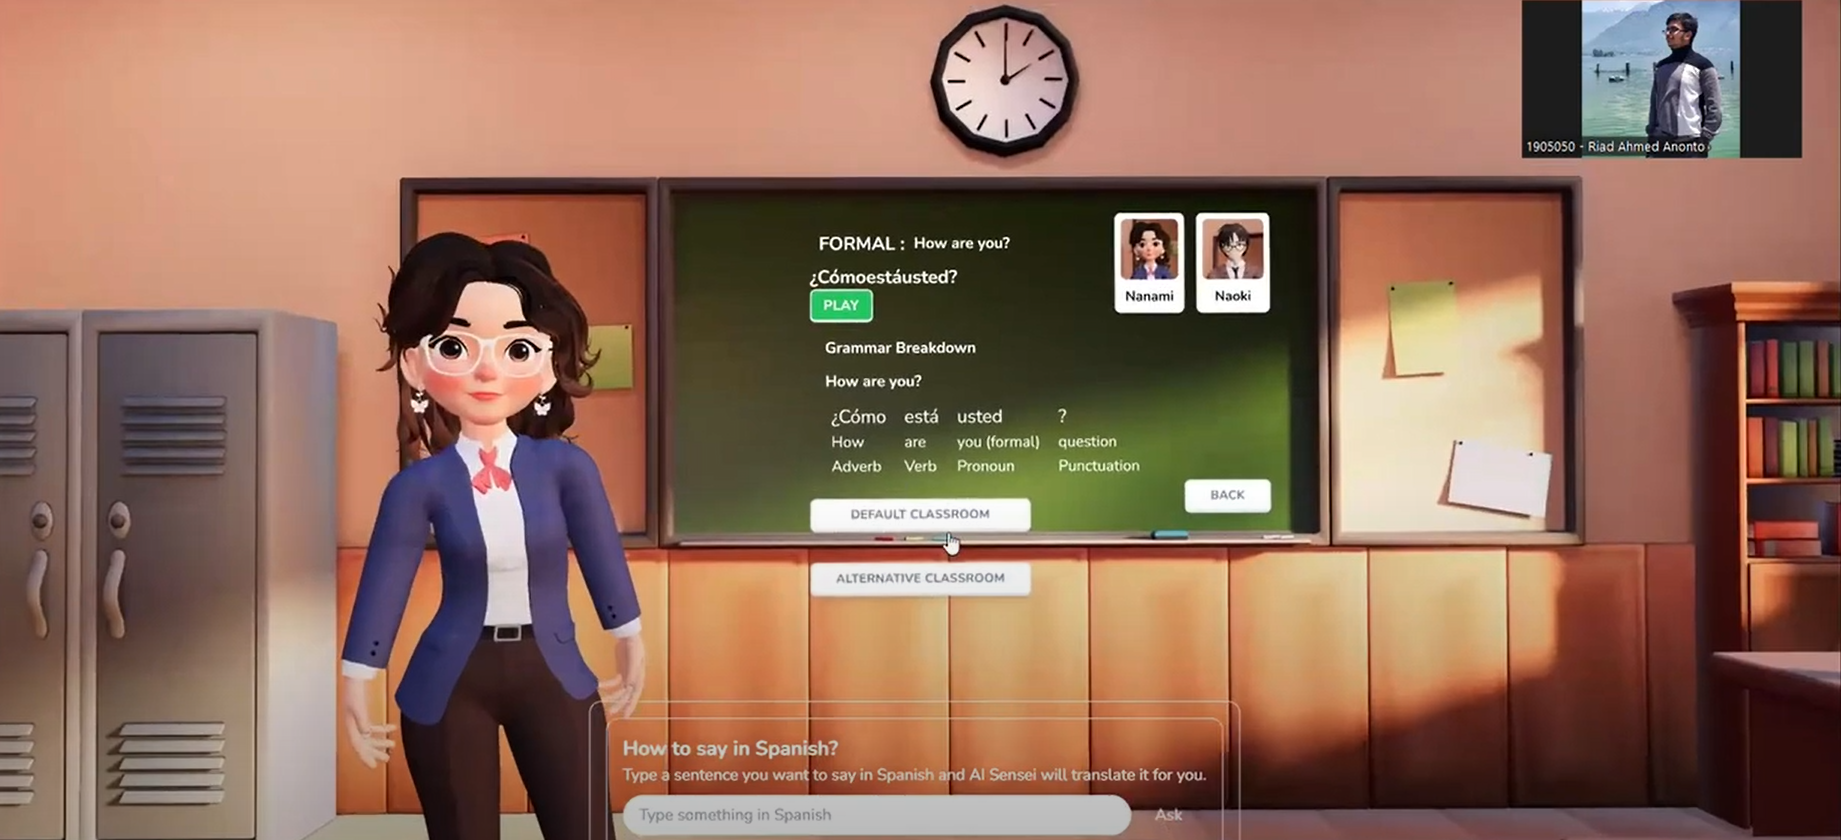 1905050 - Riad Ahmed Anonto
FORMAL : How are you?
¿Cómoestáusted?
PLAY
Nanami
Naoki
Grammar Breakdown
How are you?
¿Cómo está usted ?
How are you (formal) question
Adverb Verb Pronoun Punctuation
BACK
DEFAULT CLASSROOM
ALTERNATIVE CLASSROOM
How to say in Spanish?
Type a sentence you want to say in Spanish and AI Sensei will translate it for you.
Type something in Spanish
Ask